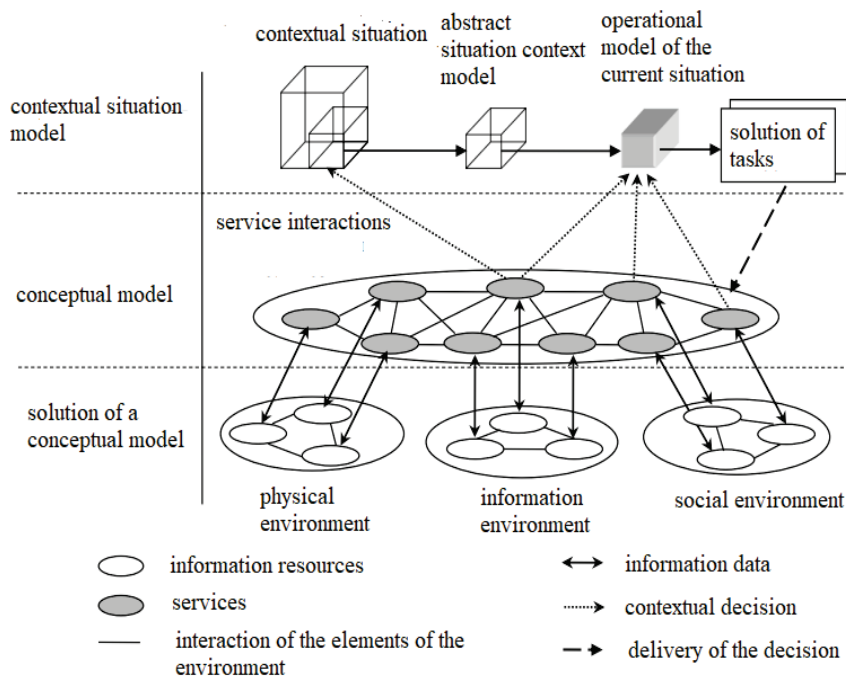 contextual situation
abstract
situation context
model
operational
model of the
current situation
contextual situation
model
solution of
tasks
service interactions
conceptual model
solution of a
conceptual model
physical
environment
information
environment
social environment
information resources
services
interaction of the elements of the
environment
information data
contextual decision
delivery of the decision